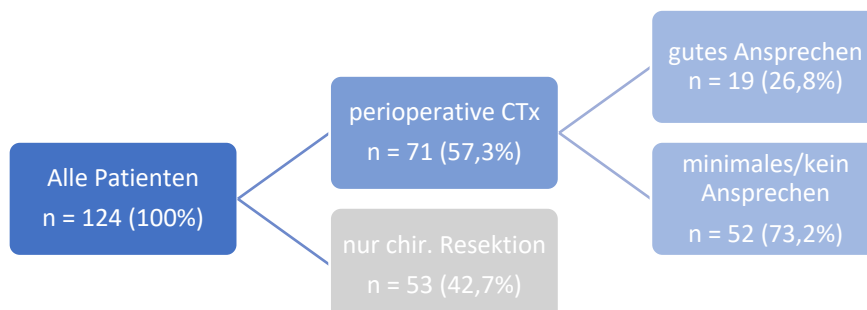 Alle Patienten
n = 124 (100%)
perioperative CTx
n = 71 (57,3%)
nur chir. Resektion
n = 53 (42,7%)
gutes Ansprechen
n = 19 (26,8%)
minimales/kein
Ansprechen
n = 52 (73,2%)